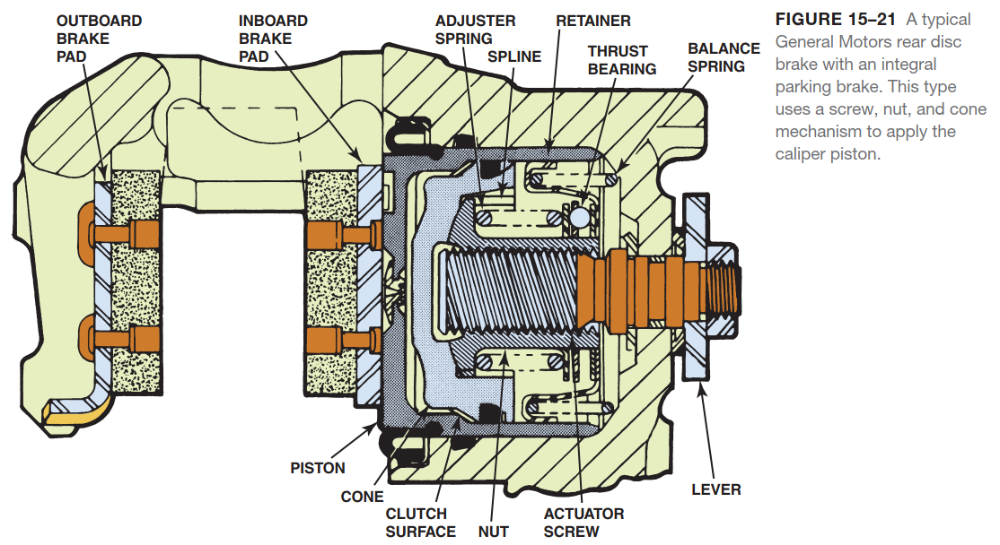 OUTBOARD
BRAKE
PAD
INBOARD
BRAKE
PAD
ADJUSTER
SPRING
SPLINE
RETAINER
THRUST
BEARING
BALANCE
SPRING
PISTON
CONE
CLUTCH
SURFACE
NUT
ACTUATOR
SCREW
LEVER
FIGURE 15–21 A typical
General Motors rear disc
brake with an integral
parking brake. This type
uses a screw, nut, and cone
mechanism to apply the
caliper piston.